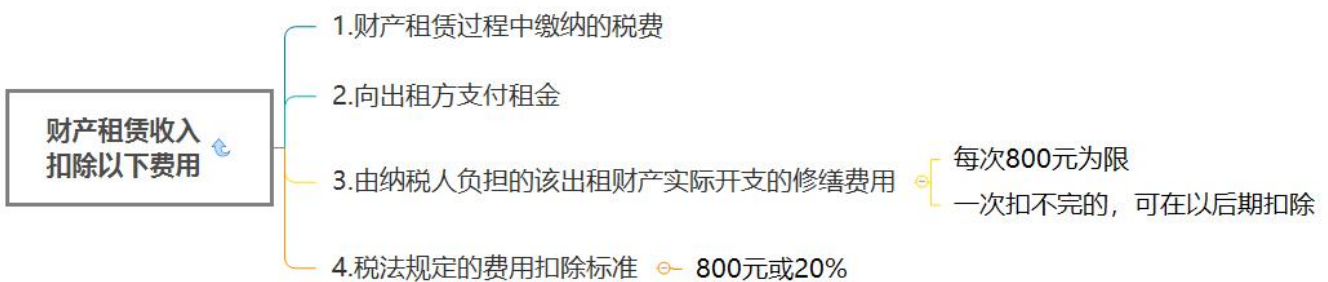 财产租赁收入
扣除以下费用
1.财产租赁过程中缴纳的税费
2.向出租方支付租金
3.由纳税人负担的该出租财产实际开支的修缮费用
每次800元为限
一次扣不完的，可在以后期扣除
4.税法规定的费用扣除标准
800元或20%